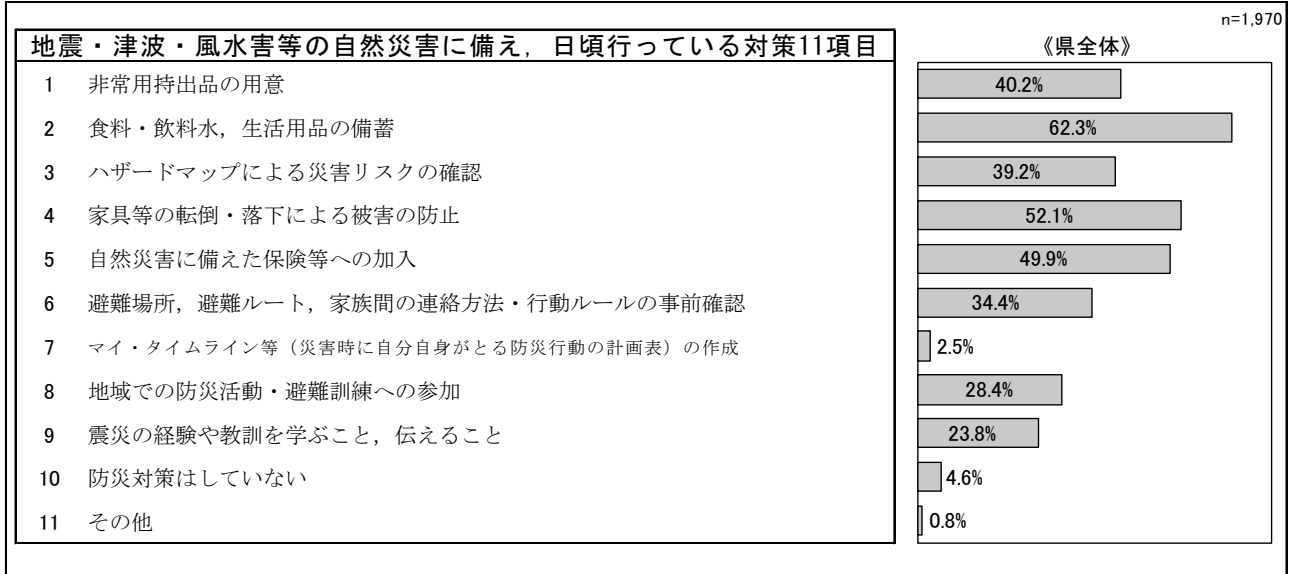 n=1,970
地震・津波・風水害等の自然災害に備え，日頃行っている対策11項目 《県全体》
1 非常用持出品の用意 40.2%
2 食料・飲料水，生活用品の備蓄 62.3%
3 ハザードマップによる災害リスクの確認 39.2%
4 家具等の転倒・落下による被害の防止 52.1%
5 自然災害に備えた保険等への加入 49.9%
6 避難場所，避難ルート，家族間の連絡方法・行動ルールの事前確認 34.4%
7 マイ・タイムライン等（災害時に自分自身がとる防災行動の計画表）の作成 2.5%
8 地域での防災活動・避難訓練への参加 28.4%
9 震災の経験や教訓を学ぶこと，伝えること 23.8%
10 防災対策はしていない 4.6%
11 その他 0.8%